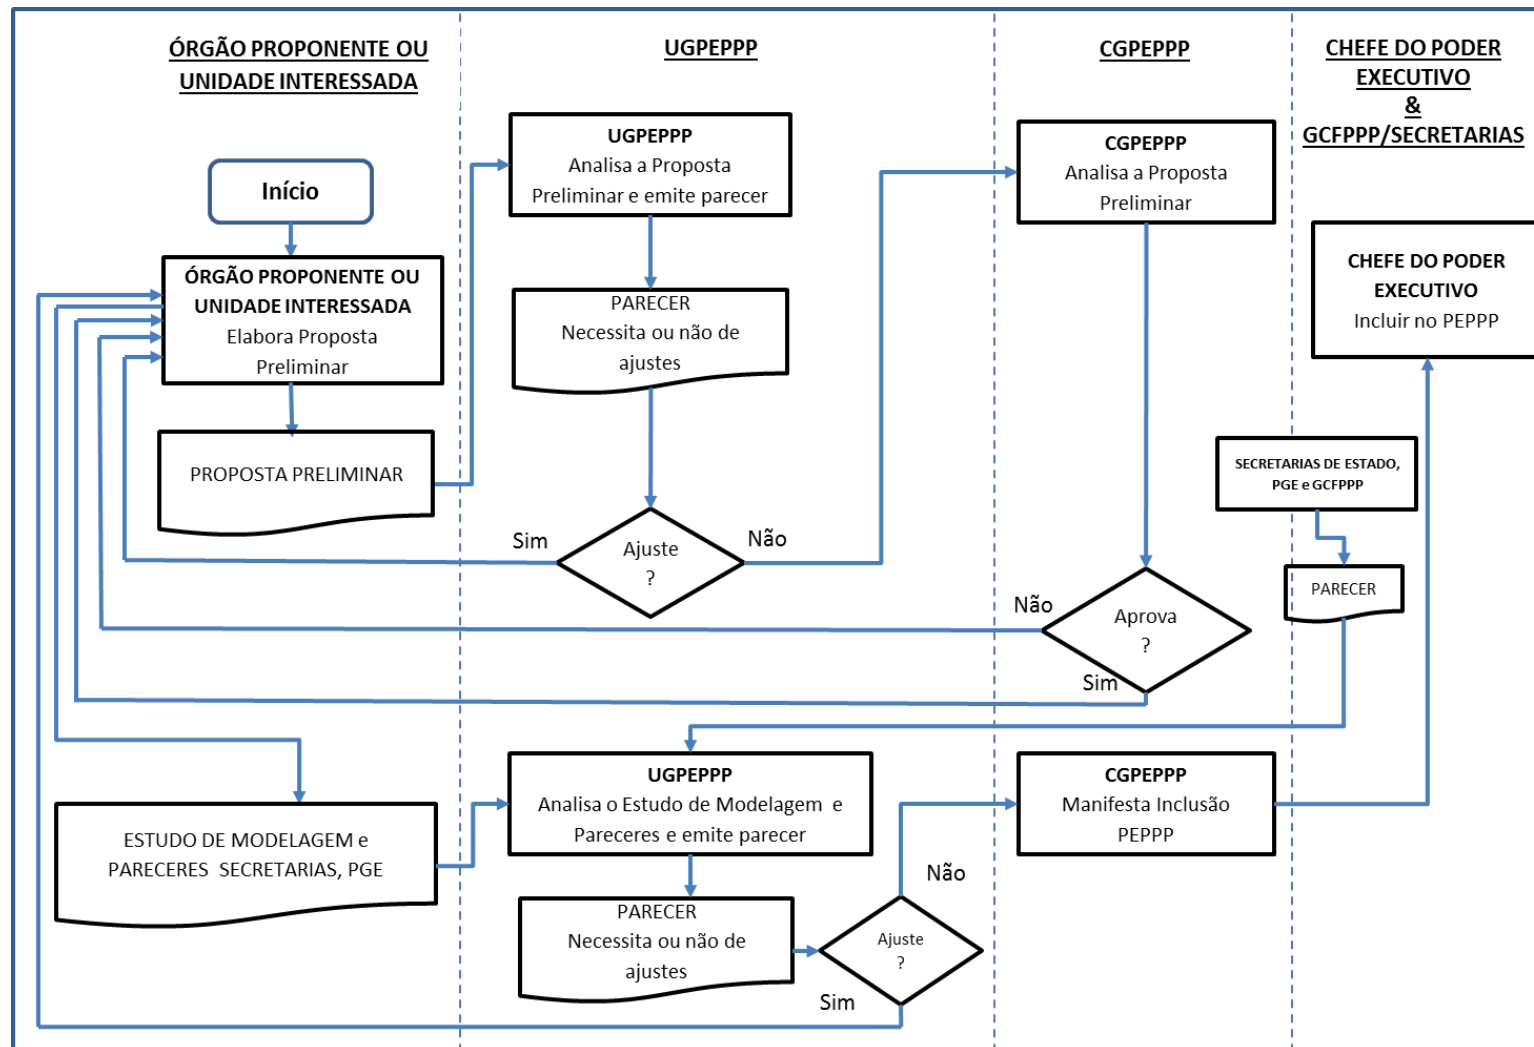 ÓRGÃO PROPONENTE OU
UNIDADE INTERESSADA
UGPEPPP
CGPEPPP
CHEFE DO PODER
EXECUTIVO
&
GCFPPP/SECRETARIAS
Início
ÓRGÃO PROPONENTE OU
UNIDADE INTERESSADA
Elabora Proposta
Preliminar
PROPOSTA PRELIMINAR
UGPEPPP
Analisa a Proposta
Preliminar e emite parecer
PARECER
Necessita ou não de
ajustes
Sim
Ajuste
?
Não
CGPEPPP
Analisa a Proposta
Preliminar
Não
Aprova
?
Sim
CHEFE DO PODER
EXECUTIVO
Incluir no PEPPP
SECRETARIAS DE ESTADO,
PGE e GCFPPP
PARECER
ESTUDO DE MODELAGEM e
PARECERES SECRETARIAS, PGE
UGPEPPP
Analisa o Estudo de Modelagem e
Pareceres e emite parecer
PARECER
Necessita ou não de
ajustes
Não
Ajuste
?
Sim
CGPEPPP
Manifesta Inclusão
PEPPP